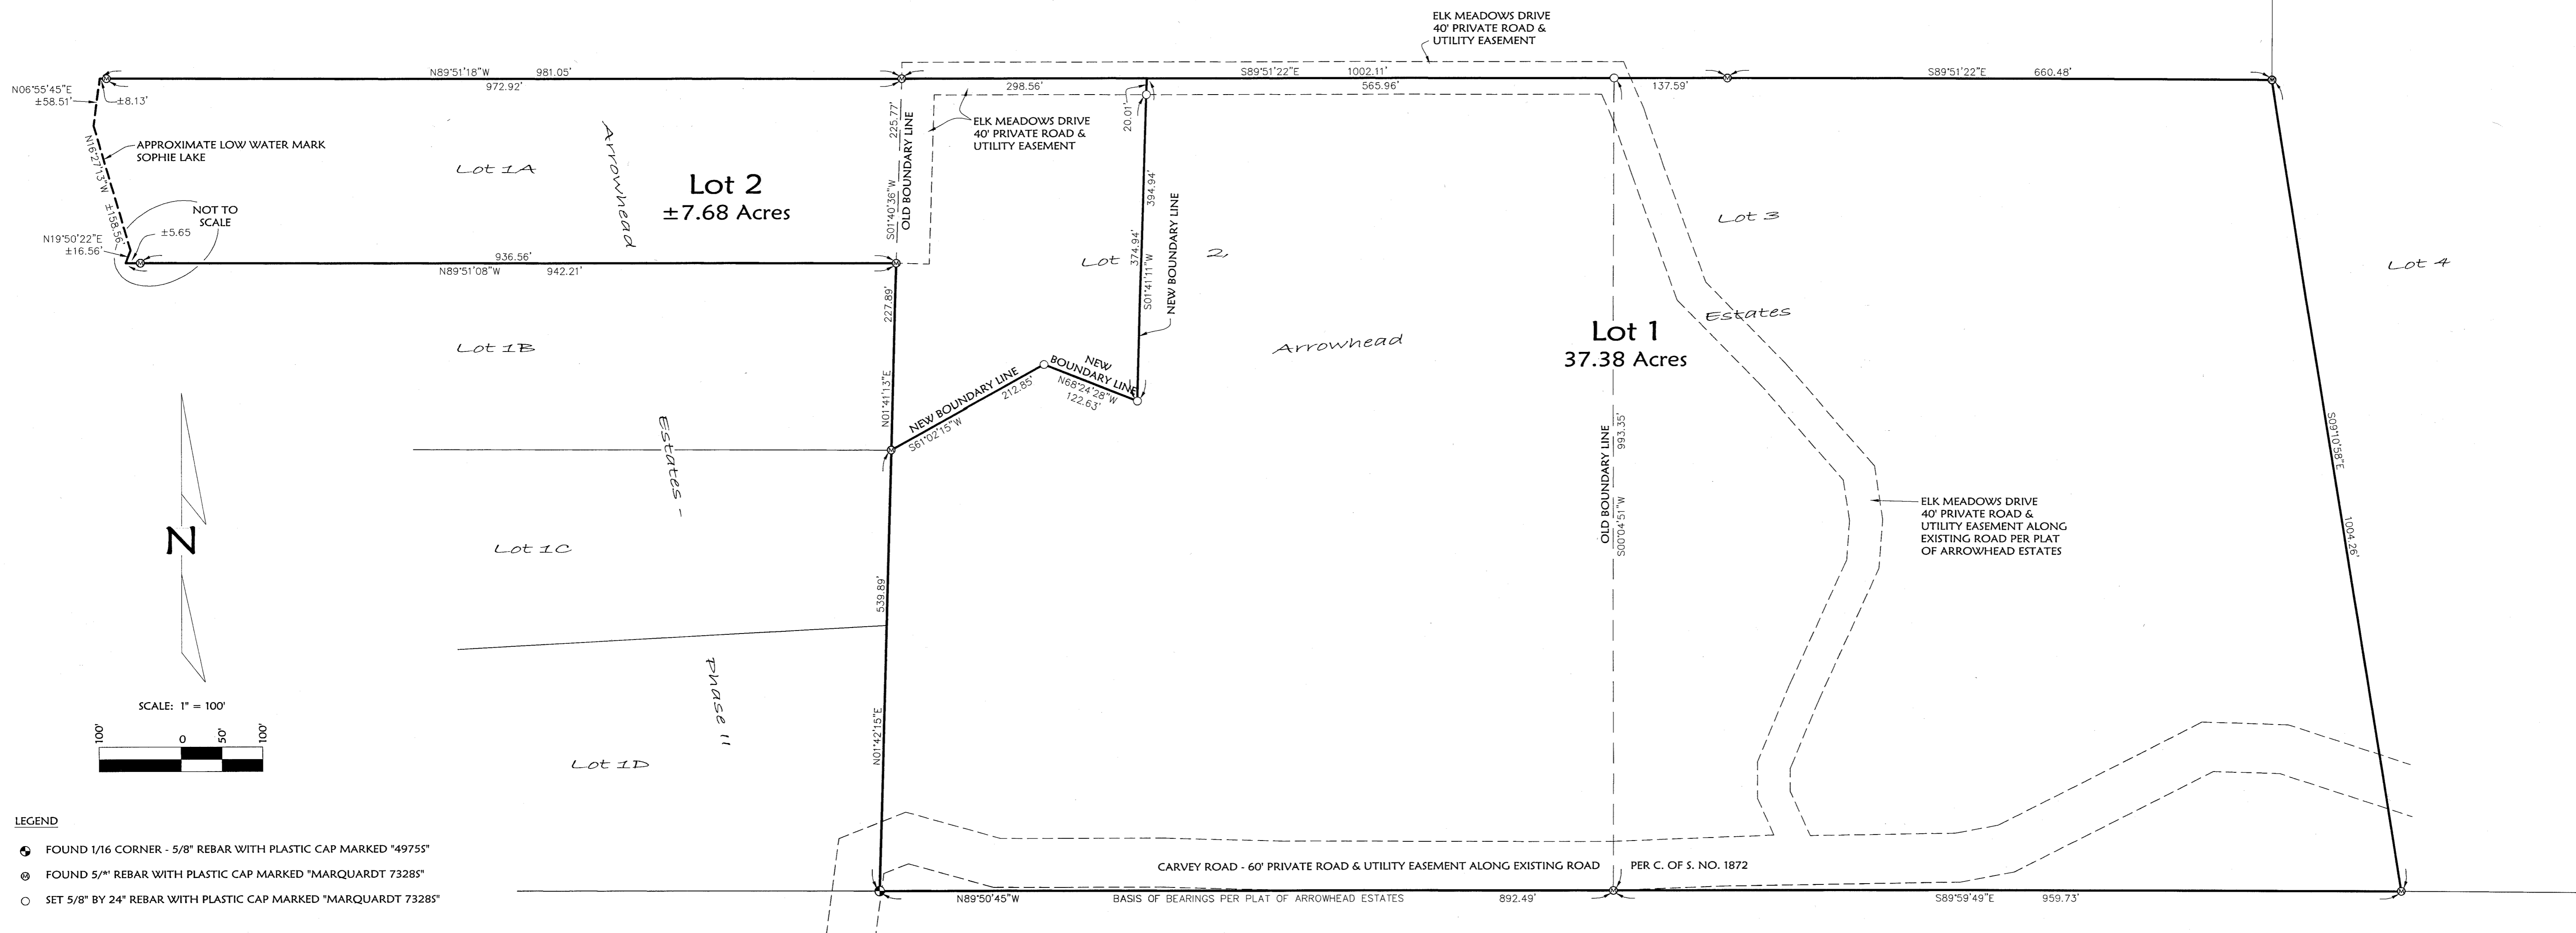 ELK MEADOWS DRIVE
40' PRIVATE ROAD &
UTILITY EASEMENT
N89°51'18"W 981.05'
972.92'
S89°51'22"E 1002.11'
298.56'
565.96'
137.59'
S89°51'22"E 660.48'
N06°55'45"E
±58.51'
±8.13'
APPROXIMATE LOW WATER MARK
SOPHIE LAKE
N16°27'13"W ±158.56'
NOT TO
SCALE
N19°50'22"E
±16.56'
±5.65
Lot 1A
Arrowhead
Lot 2
±7.68 Acres
S01°40'36"W 225.77'
OLD BOUNDARY LINE
ELK MEADOWS DRIVE
40' PRIVATE ROAD &
UTILITY EASEMENT
20.01'
394.94'
374.94'
S01°41'11"W
NEW BOUNDARY LINE
Lot 2,
Lot 3
Lot 4
936.56'
N89°51'08"W 942.21'
227.89'
N01°41'13"E
Lot 1B
Estates
Arrowhead
Lot 1
37.38 Acres
NEW BOUNDARY LINE
S61°02'15"W 212.85'
NEW
BOUNDARY LINE
N68°24'28"W
122.63'
Estates -
OLD BOUNDARY LINE
S00°04'51"W 993.35'
S09°10'58"E 1004.26'
ELK MEADOWS DRIVE
40' PRIVATE ROAD &
UTILITY EASEMENT ALONG
EXISTING ROAD PER PLAT
OF ARROWHEAD ESTATES
N
Lot 1C
539.89'
N01°42'15"E
Phase II
Lot 1D
SCALE: 1" = 100'
100' 0 50' 100'
LEGEND
FOUND 1/16 CORNER - 5/8" REBAR WITH PLASTIC CAP MARKED "4975S"
FOUND 5/*' REBAR WITH PLASTIC CAP MARKED "MARQUARDT 7328S"
SET 5/8" BY 24" REBAR WITH PLASTIC CAP MARKED "MARQUARDT 7328S"
CARVEY ROAD - 60' PRIVATE ROAD & UTILITY EASEMENT ALONG EXISTING ROAD PER C. OF S. NO. 1872
N89°50'45"W BASIS OF BEARINGS PER PLAT OF ARROWHEAD ESTATES 892.49'
S89°59'49"E 959.73'